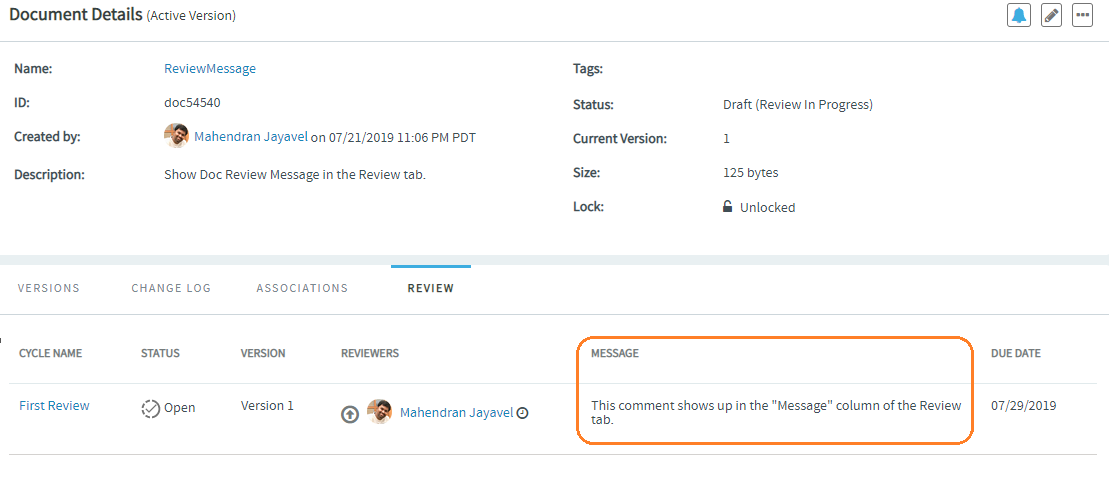 Document Details (Active Version)
Name: ReviewMessage
Tags:
ID: doc54540
Status: Draft (Review In Progress)
Created by: Mahendran Jayavel on 07/21/2019 11:06 PM PDT
Current Version: 1
Description: Show Doc Review Message in the Review tab.
Size: 125 bytes
Lock: Unlocked
VERSIONS CHANGE LOG ASSOCIATIONS REVIEW
CYCLE NAME STATUS VERSION REVIEWERS MESSAGE DUE DATE
First Review Open Version 1 Mahendran Jayavel This comment shows up in the "Message" column of the Review 07/29/2019
tab.